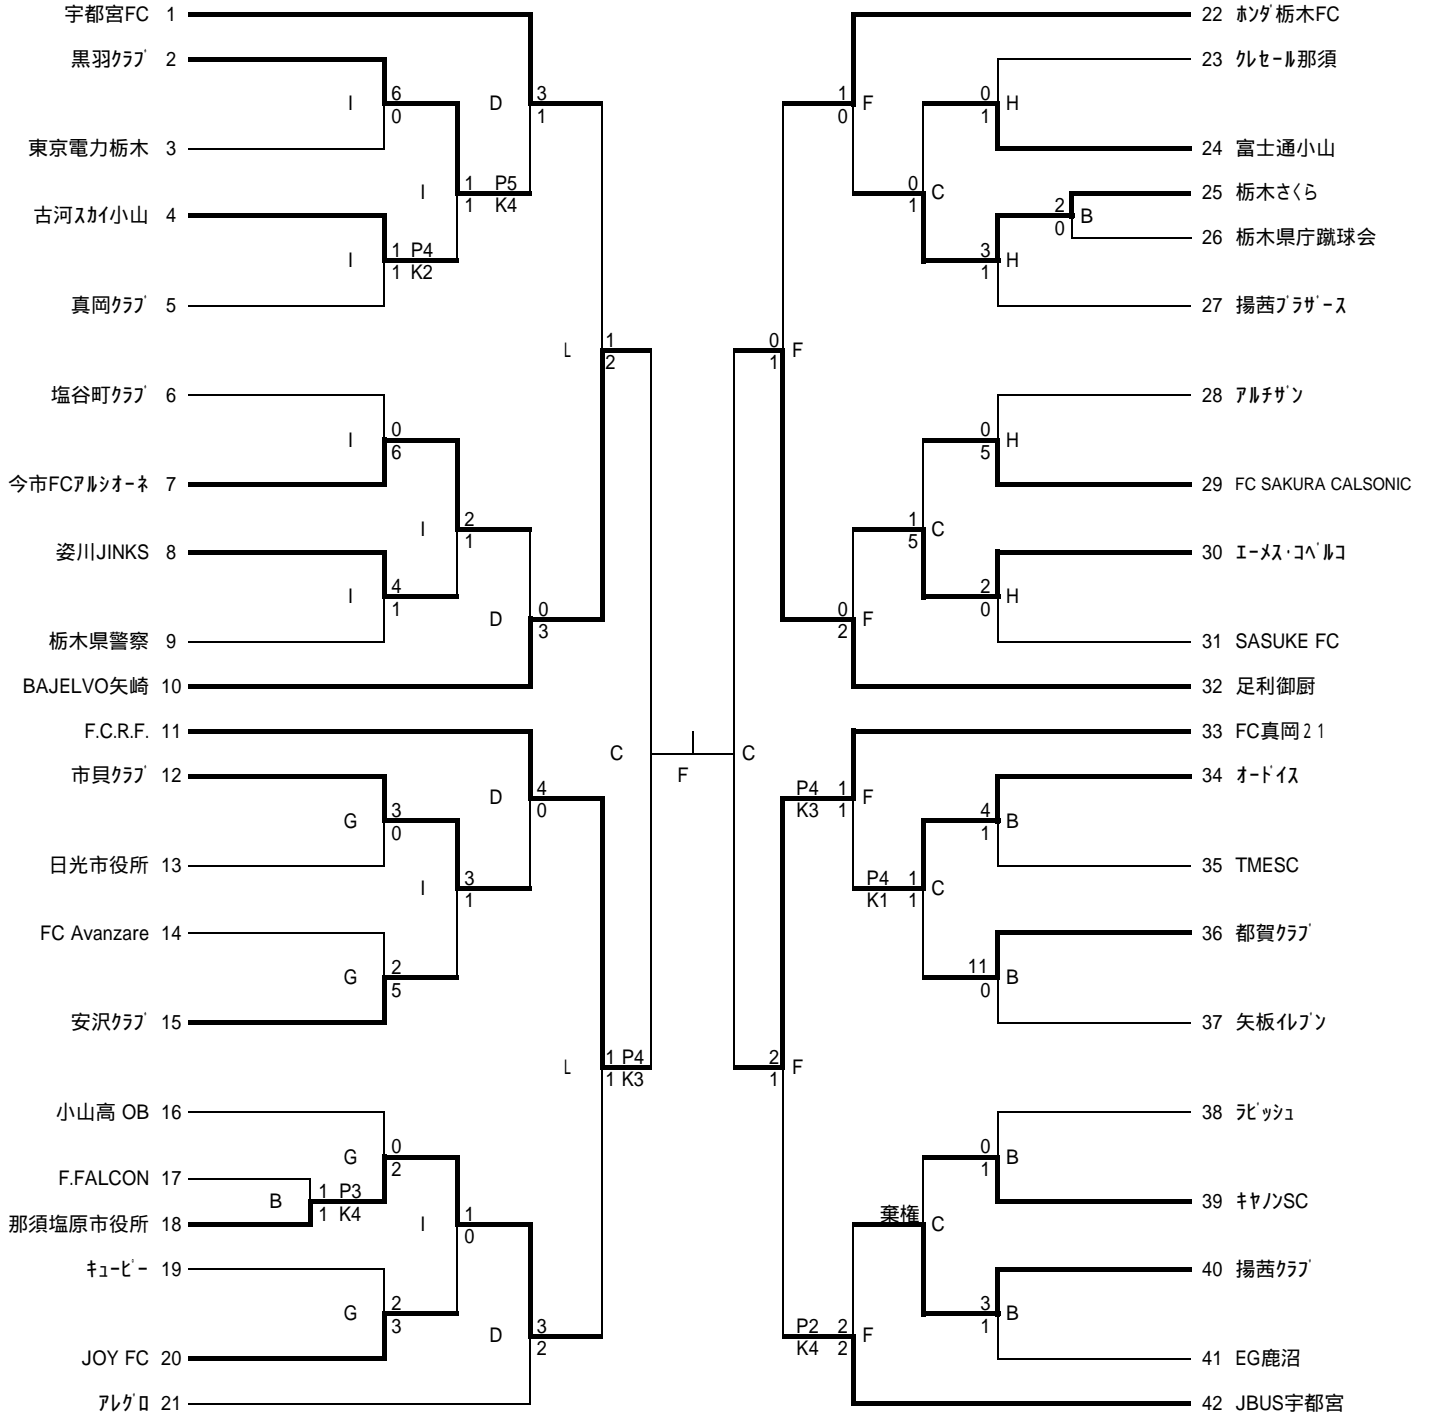 宇都宮FC 1
黒羽ｸﾗﾌﾞ 2
I 6 0
D 3 1
東京電力栃木 3
I 1 1 P5 K4
古河ｽｶｲ小山 4
I 1 1 P4 K2
真岡ｸﾗﾌﾞ 5
L 1 2
塩谷町ｸﾗﾌﾞ 6
I 0 6
今市FCｱﾙｼｵｰﾈ 7
I 2 1
姿川JINKS 8
I 4 1
D 0 3
栃木県警察 9
BAJELVO矢崎 10
F.C.R.F. 11
C
F
C
市貝ｸﾗﾌﾞ 12
G 3 0
D 4 0
日光市役所 13
I 3 1
FC Avanzare 14
G 2 5
安沢ｸﾗﾌﾞ 15
L 1 1 P4 K3
小山高 OB 16
G 0 2
F.FALCON 17
B 1 1 P3 K4
那須塩原市役所 18
I 1 0
ｷｭｰﾋﾟｰ 19
G 2 3
D 3 2
JOY FC 20
ｱﾚｸﾞﾛ 21
22 ﾎﾝﾀﾞ栃木FC
23 ｸﾚｾｰﾙ那須
1 0 F
0 1 H
24 富士通小山
0 1 C
25 栃木さくら
2 0 B
26 栃木県庁蹴球会
3 1 H
27 揚茜ﾌﾞﾗｻﾞｰｽ
0 1 F
28 ｱﾙﾁｻﾞﾝ
0 5 H
29 FC SAKURA CALSONIC
1 5 C
30 ｴｰﾒｽ･ｺﾍﾞﾙｺ
2 0 H
0 2 F
31 SASUKE FC
32 足利御厨
33 FC真岡２１
34 ｵｰﾄﾞｲｽ
P4 K3 1 1 F
4 1 B
35 TMESC
P4 K1 1 1 C
36 都賀ｸﾗﾌﾞ
11 0 B
37 矢板ｲﾚﾌﾞﾝ
2 1 F
38 ﾗﾋﾞｯｼｭ
0 1 B
39 ｷﾔﾉﾝSC
棄権 C
40 揚茜ｸﾗﾌﾞ
3 1 B
P2 K4 2 2 F
41 EG鹿沼
42 JBUS宇都宮